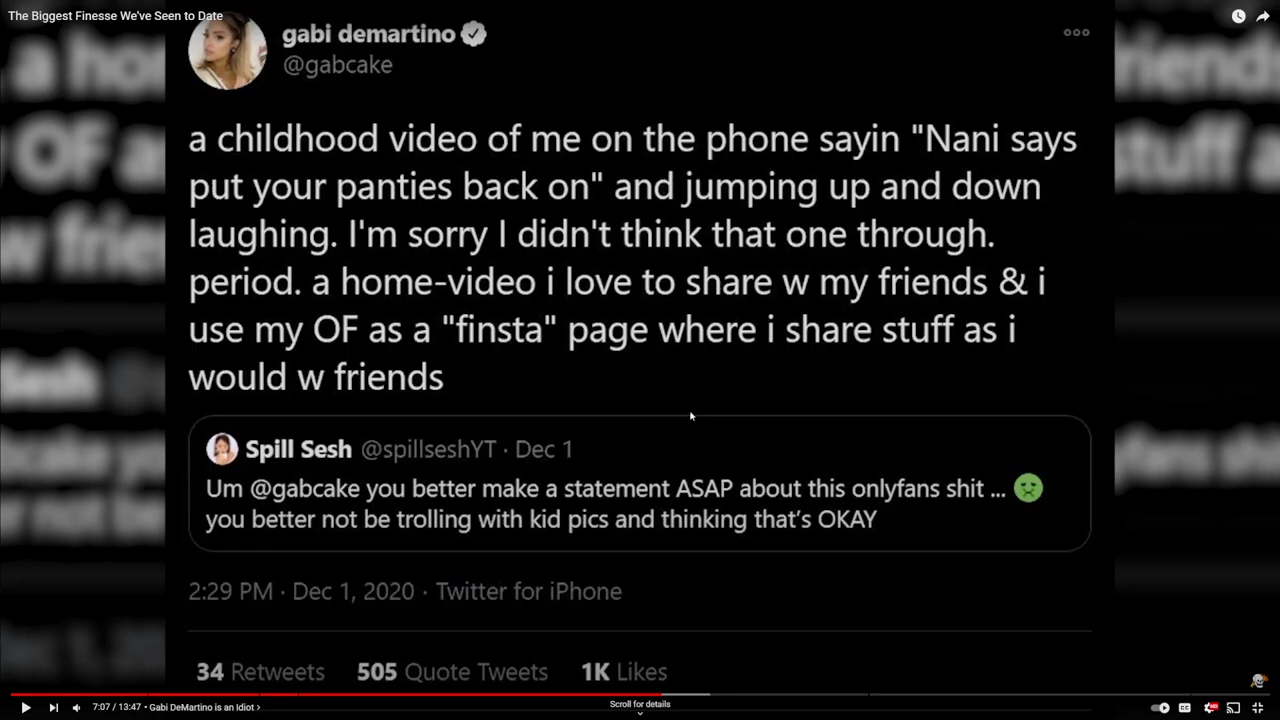 The Biggest Finesse We've Seen to Date
gabi demartino
@gabcake
a childhood video of me on the phone sayin "Nani says
put your panties back on" and jumping up and down
laughing. I'm sorry I didn't think that one through.
period. a home-video i love to share w my friends & i
use my OF as a "finsta" page where i share stuff as i
would w friends
Spill Sesh @spillseshYT · Dec 1
Um @gabcake you better make a statement ASAP about this onlyfans shit ...
you better not be trolling with kid pics and thinking that's OKAY
2:29 PM · Dec 1, 2020 · Twitter for iPhone
34 Retweets 505 Quote Tweets 1K Likes
7:07 / 13:47 • Gabi DeMartino is an Idiot >
Scroll for details